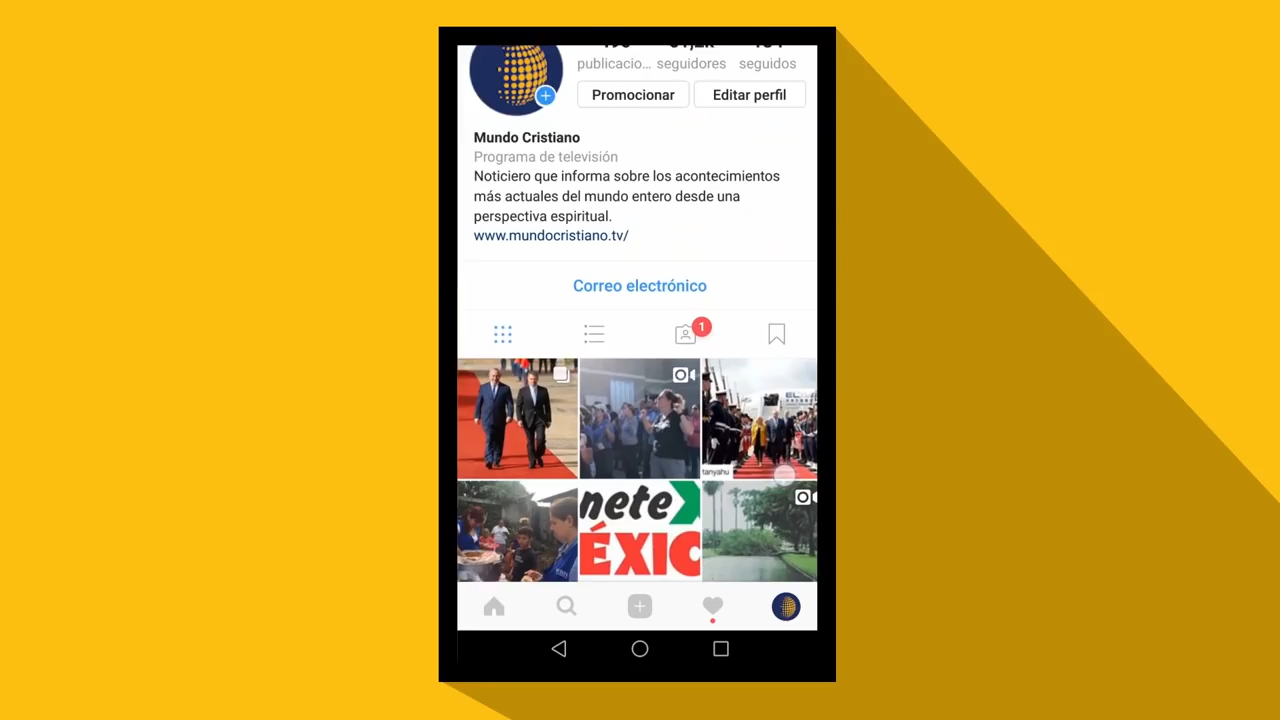 publicacio... seguidores seguidos
Promocionar Editar perfil
Mundo Cristiano
Programa de televisión
Noticiero que informa sobre los acontecimientos
más actuales del mundo entero desde una
perspectiva espiritual.
www.mundocristiano.tv/
Correo electrónico
1
tanyahu
nete
ÉXIC